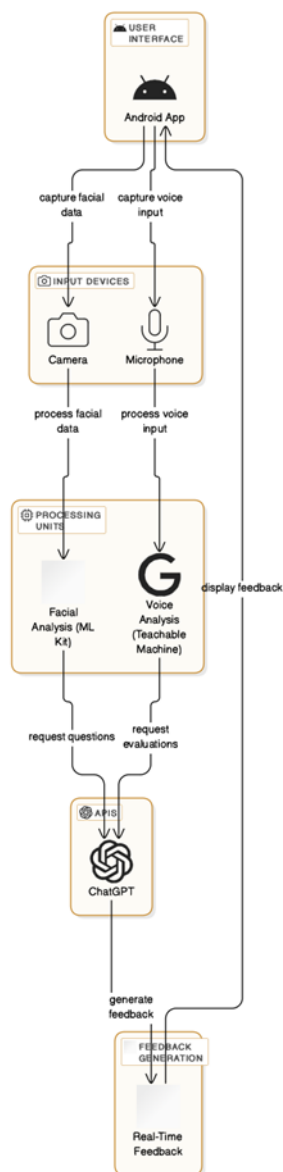 USER
INTERFACE
Android App
capture facial
data
capture voice
input
INPUT DEVICES
Camera
Microphone
process facial
data
process voice
input
PROCESSING
UNITS
Facial
Analysis (ML
Kit)
Voice
Analysis
(Teachable
Machine)
display feedback
request questions
request
evaluations
APIS
ChatGPT
generate
feedback
FEEDBACK
GENERATION
Real-Time
Feedback